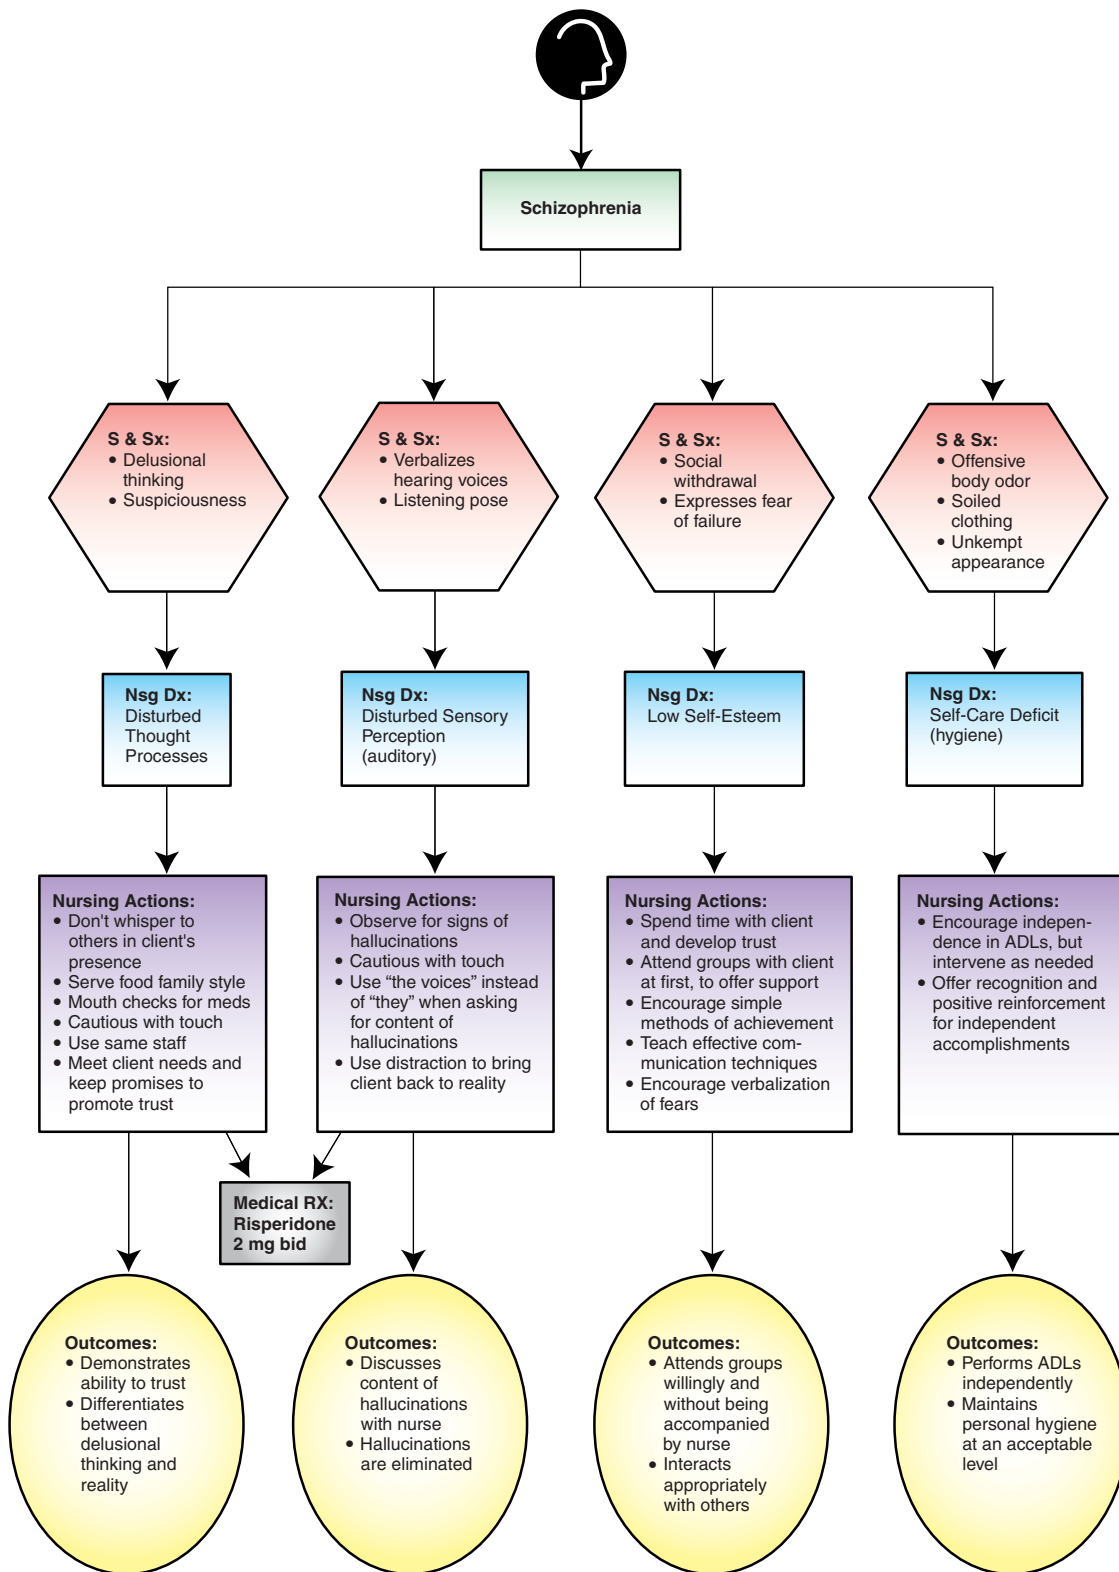 Schizophrenia
S & Sx:
• Delusional
thinking
• Suspiciousness
S & Sx:
• Verbalizes
hearing voices
• Listening pose
S & Sx:
• Social
withdrawal
• Expresses fear
of failure
S & Sx:
• Offensive
body odor
• Soiled
clothing
• Unkempt
appearance
Nsg Dx:
Disturbed
Thought
Processes
Nsg Dx:
Disturbed Sensory
Perception
(auditory)
Nsg Dx:
Low Self-Esteem
Nsg Dx:
Self-Care Deficit
(hygiene)
Nursing Actions:
• Don't whisper to
others in client's
presence
• Serve food family style
• Mouth checks for meds
• Cautious with touch
• Use same staff
• Meet client needs and
keep promises to
promote trust
Nursing Actions:
• Observe for signs of
hallucinations
• Cautious with touch
• Use “the voices” instead
of “they” when asking
for content of
hallucinations
• Use distraction to bring
client back to reality
Nursing Actions:
• Spend time with client
and develop trust
• Attend groups with client
at first, to offer support
• Encourage simple
methods of achievement
• Teach effective com-
munication techniques
• Encourage verbalization
of fears
Nursing Actions:
• Encourage indepen-
dence in ADLs, but
intervene as needed
• Offer recognition and
positive reinforcement
for independent
accomplishments
Medical RX:
Risperidone
2 mg bid
Outcomes:
• Demonstrates
ability to trust
• Differentiates
between
delusional
thinking and
reality
Outcomes:
• Discusses
content of
hallucinations
with nurse
• Hallucinations
are eliminated
Outcomes:
• Attends groups
willingly and
without being
accompanied
by nurse
• Interacts
appropriately
with others
Outcomes:
• Performs ADLs
independently
• Maintains
personal hygiene
at an acceptable
level